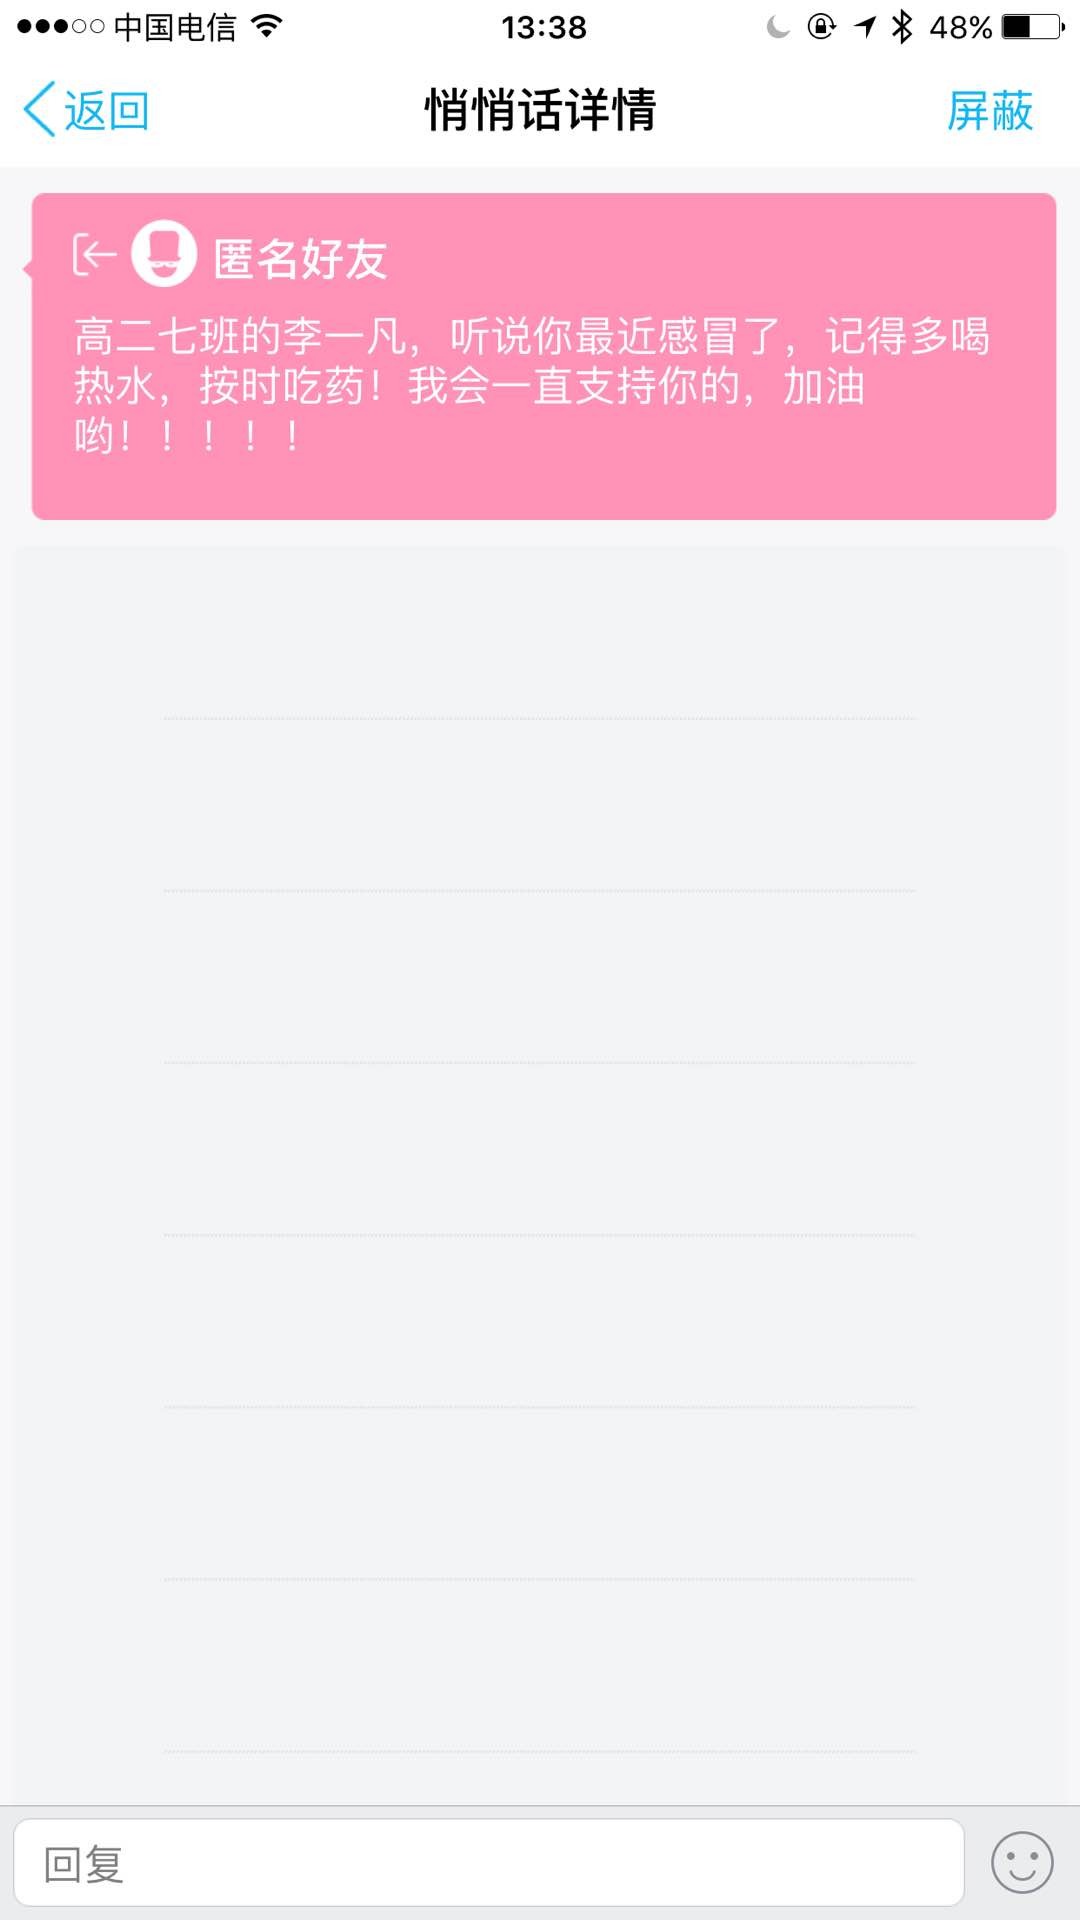 中国电信 13:38 48%
返回 悄悄话详情 屏蔽
匿名好友
高二七班的李一凡，听说你最近感冒了，记得多喝
热水，按时吃药！我会一直支持你的，加油
哟！！！！！
回复